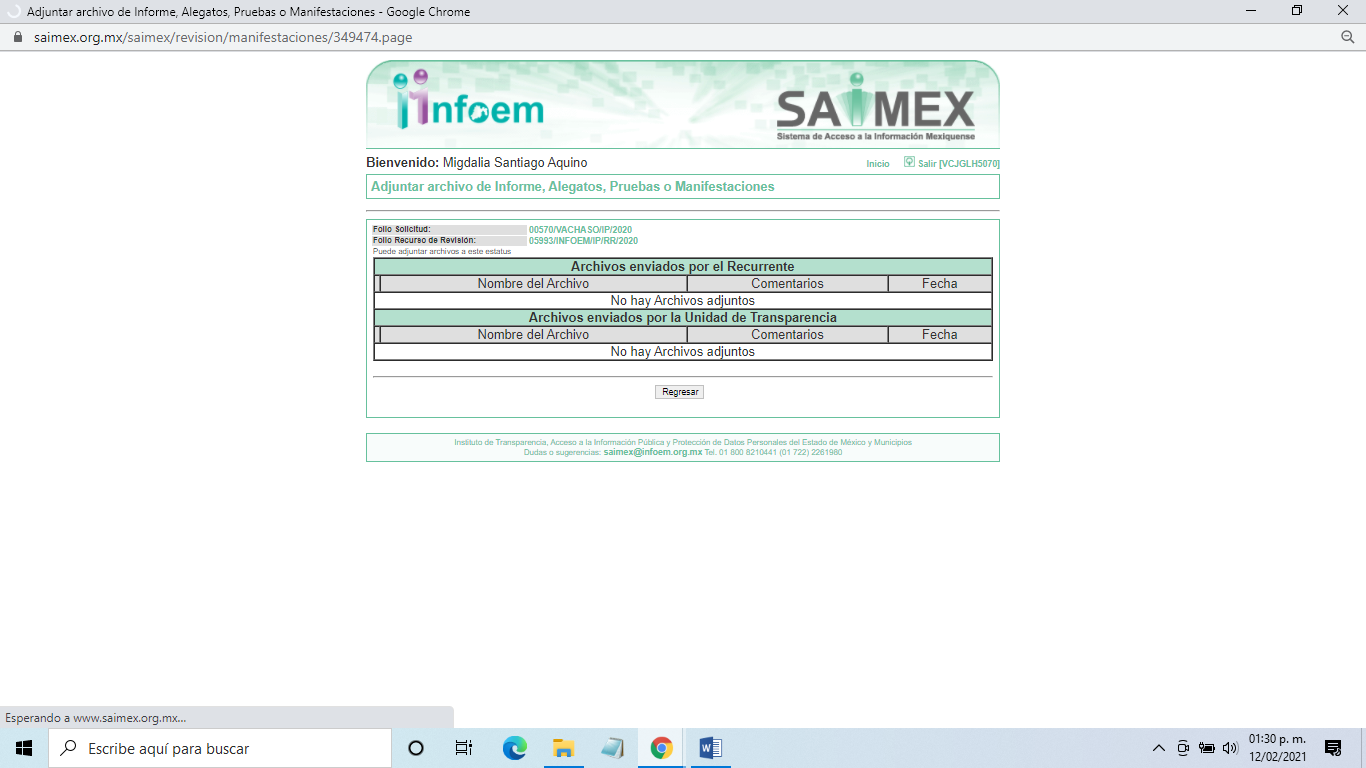 Adjuntar archivo de Informe, Alegatos, Pruebas o Manifestaciones - Google Chrome
saimex.org.mx/saimex/revision/manifestaciones/349474.page
infoem
SAIMEX
Sistema de Acceso a la Información Mexiquense
Bienvenido: Migdalia Santiago Aquino
Inicio Salir [VCJGLH5070]
Adjuntar archivo de Informe, Alegatos, Pruebas o Manifestaciones
Folio Solicitud: 00570/VACHASO/IP/2020
Folio Recurso de Revisión: 05993/INFOEM/IP/RR/2020
Puede adjuntar archivos a este estatus
Archivos enviados por el Recurrente
Nombre del Archivo Comentarios Fecha
No hay Archivos adjuntos
Archivos enviados por la Unidad de Transparencia
Nombre del Archivo Comentarios Fecha
No hay Archivos adjuntos
Regresar
Instituto de Transparencia, Acceso a la Información Pública y Protección de Datos Personales del Estado de México y Municipios
Dudas o sugerencias: saimex@infoem.org.mx Tel. 01 800 8210441 (01 722) 2261980
Esperando a www.saimex.org.mx...
Escribe aquí para buscar
01:30 p. m.
12/02/2021